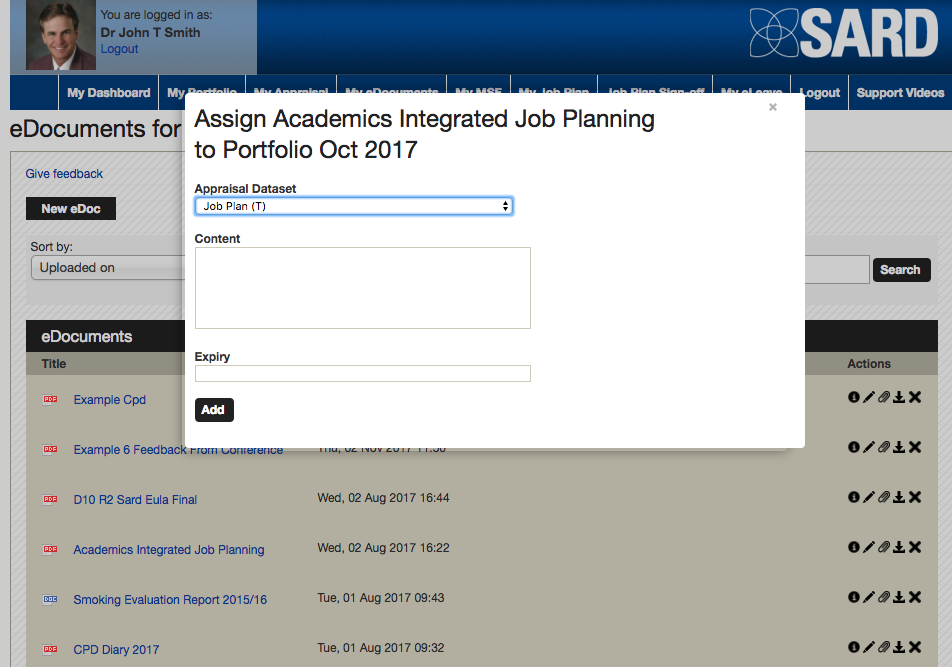 You are logged in as:
Dr John T Smith
Logout
SARD
My Dashboard
My Portfolio
My Appraisal
My eDocuments
My MSF
My Job Plan
Job Plan Sign-off
My eLeave
Logout
Support Videos
eDocuments for
Assign Academics Integrated Job Planning
to Portfolio Oct 2017
×
Give feedback
New eDoc
Appraisal Dataset
Job Plan (T)
Content
Sort by:
Uploaded on
Search
eDocuments
Expiry
Title
Actions
PDF Example Cpd
Add
PDF Example 6 Feedback From Conference Thu, 02 Nov 2017 11:50
PDF D10 R2 Sard Eula Final Wed, 02 Aug 2017 16:44
PDF Academics Integrated Job Planning Wed, 02 Aug 2017 16:22
DOC Smoking Evaluation Report 2015/16 Tue, 01 Aug 2017 09:43
PDF CPD Diary 2017 Tue, 01 Aug 2017 09:32